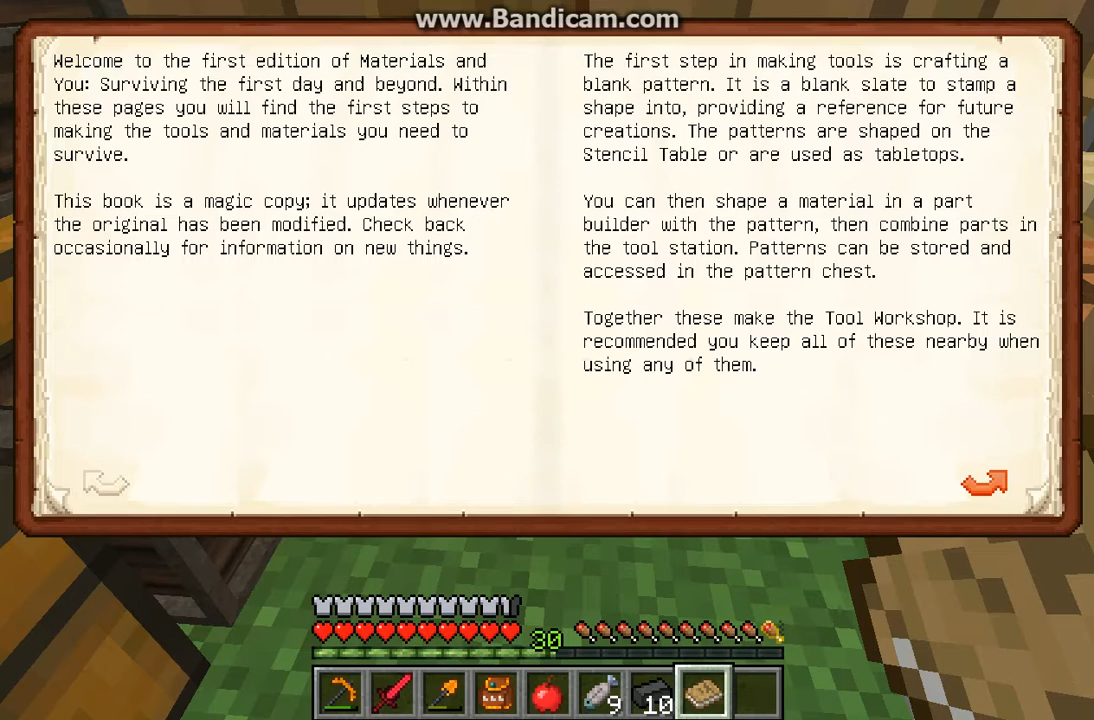 www.Bandicam.com
Welcome to the first edition of Materials and
You: Surviving the first day and beyond. Within
these pages you will find the first steps to
making the tools and materials you need to
survive.
This book is a magic copy; it updates whenever
the original has been modified. Check back
occasionally for information on new things.
The first step in making tools is crafting a
blank pattern. It is a blank slate to stamp a
shape into, providing a reference for future
creations. The patterns are shaped on the
Stencil Table or are used as tabletops.
You can then shape a material in a part
builder with the pattern, then combine parts in
the tool station. Patterns can be stored and
accessed in the pattern chest.
Together these make the Tool Workshop. It is
recommended you keep all of these nearby when
using any of them.
30
9
10